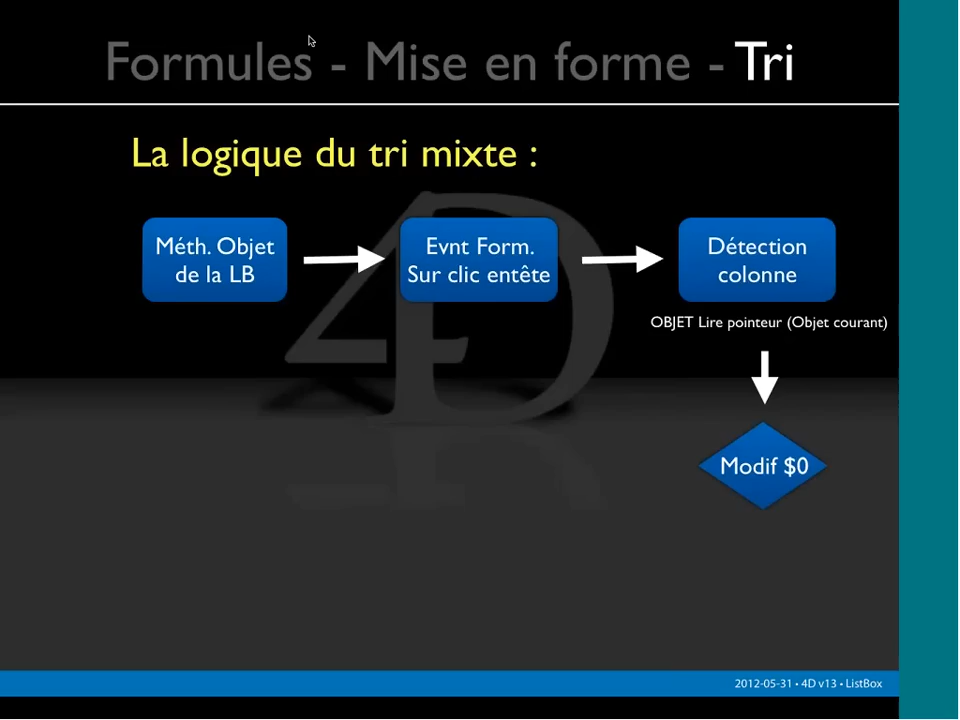 Formules - Mise en forme - Tri
La logique du tri mixte :
Méth. Objet
de la LB
Evnt Form.
Sur clic entête
Détection
colonne
OBJET Lire pointeur (Objet courant)
Modif $0
4D
2012-05-31 • 4D v13 • ListBox